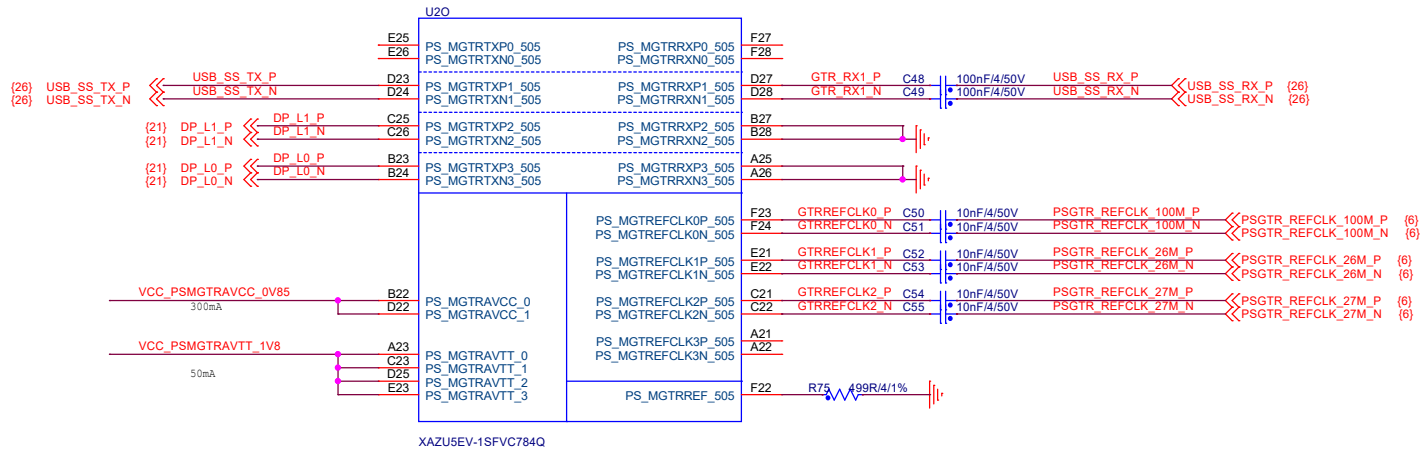 U2O
E25 PS_MGTRTXP0_505 PS_MGTRRXP0_505 F27
E26 PS_MGTRTXN0_505 PS_MGTRRXN0_505 F28
{26} USB_SS_TX_P USB_SS_TX_P D23 PS_MGTRTXP1_505 PS_MGTRRXP1_505 D27 GTR_RX1_P C48 100nF/4/50V USB_SS_RX_P USB_SS_RX_P {26}
{26} USB_SS_TX_N USB_SS_TX_N D24 PS_MGTRTXN1_505 PS_MGTRRXN1_505 D28 GTR_RX1_N C49 100nF/4/50V USB_SS_RX_N USB_SS_RX_N {26}
{21} DP_L1_P DP_L1_P C25 PS_MGTRTXP2_505 PS_MGTRRXP2_505 B27
{21} DP_L1_N DP_L1_N C26 PS_MGTRTXN2_505 PS_MGTRRXN2_505 B28
{21} DP_L0_P DP_L0_P B23 PS_MGTRTXP3_505 PS_MGTRRXP3_505 A25
{21} DP_L0_N DP_L0_N B24 PS_MGTRTXN3_505 PS_MGTRRXN3_505 A26
PS_MGTREFCLK0P_505 F23 GTRREFCLK0_P C50 10nF/4/50V PSGTR_REFCLK_100M_P PSGTR_REFCLK_100M_P {6}
PS_MGTREFCLK0N_505 F24 GTRREFCLK0_N C51 10nF/4/50V PSGTR_REFCLK_100M_N PSGTR_REFCLK_100M_N {6}
PS_MGTREFCLK1P_505 E21 GTRREFCLK1_P C52 10nF/4/50V PSGTR_REFCLK_26M_P PSGTR_REFCLK_26M_P {6}
PS_MGTREFCLK1N_505 E22 GTRREFCLK1_N C53 10nF/4/50V PSGTR_REFCLK_26M_N PSGTR_REFCLK_26M_N {6}
VCC_PSMGTRAVCC_0V85 B22 PS_MGTRAVCC_0 PS_MGTREFCLK2P_505 C21 GTRREFCLK2_P C54 10nF/4/50V PSGTR_REFCLK_27M_P PSGTR_REFCLK_27M_P {6}
300mA D22 PS_MGTRAVCC_1 PS_MGTREFCLK2N_505 C22 GTRREFCLK2_N C55 10nF/4/50V PSGTR_REFCLK_27M_N PSGTR_REFCLK_27M_N {6}
PS_MGTREFCLK3P_505 A21
VCC_PSMGTRAVTT_1V8 A23 PS_MGTRAVTT_0 PS_MGTREFCLK3N_505 A22
C23 PS_MGTRAVTT_1
50mA D25 PS_MGTRAVTT_2
E23 PS_MGTRAVTT_3 PS_MGTRREF_505 F22 R75 499R/4/1%
XAZU5EV-1SFVC784Q